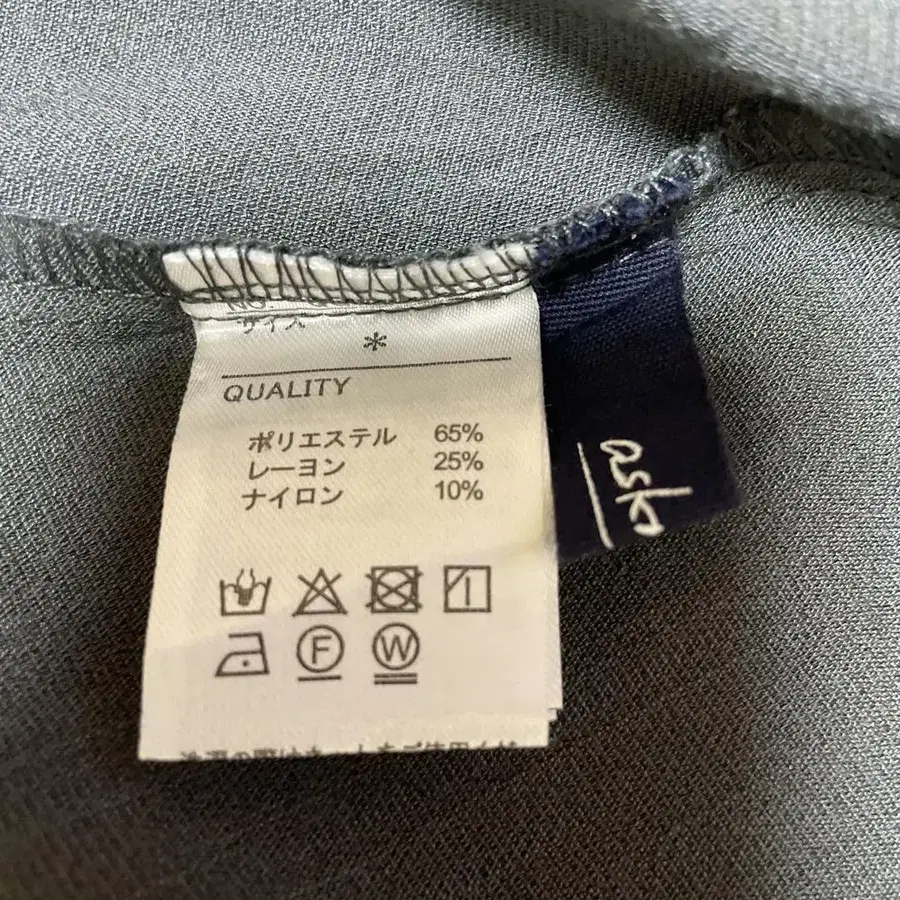 サイズ
*
QUALITY
ポリエステル 65%
レーヨン 25%
ナイロン 10%
F
W
ask